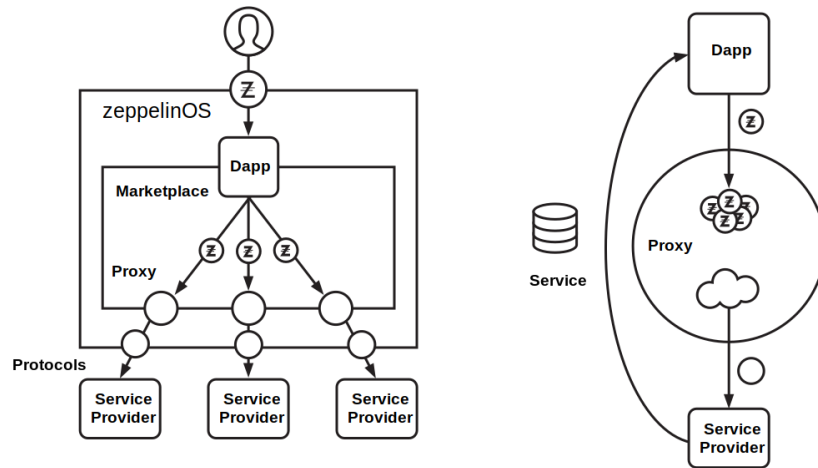 Ƶ
zeppelinOS
Dapp
Marketplace
Ƶ Ƶ Ƶ
Proxy
Protocols
Service
Provider
Service
Provider
Service
Provider
Dapp
Ƶ
Ƶ Ƶ Ƶ Ƶ Ƶ
Proxy
Service
Service
Provider